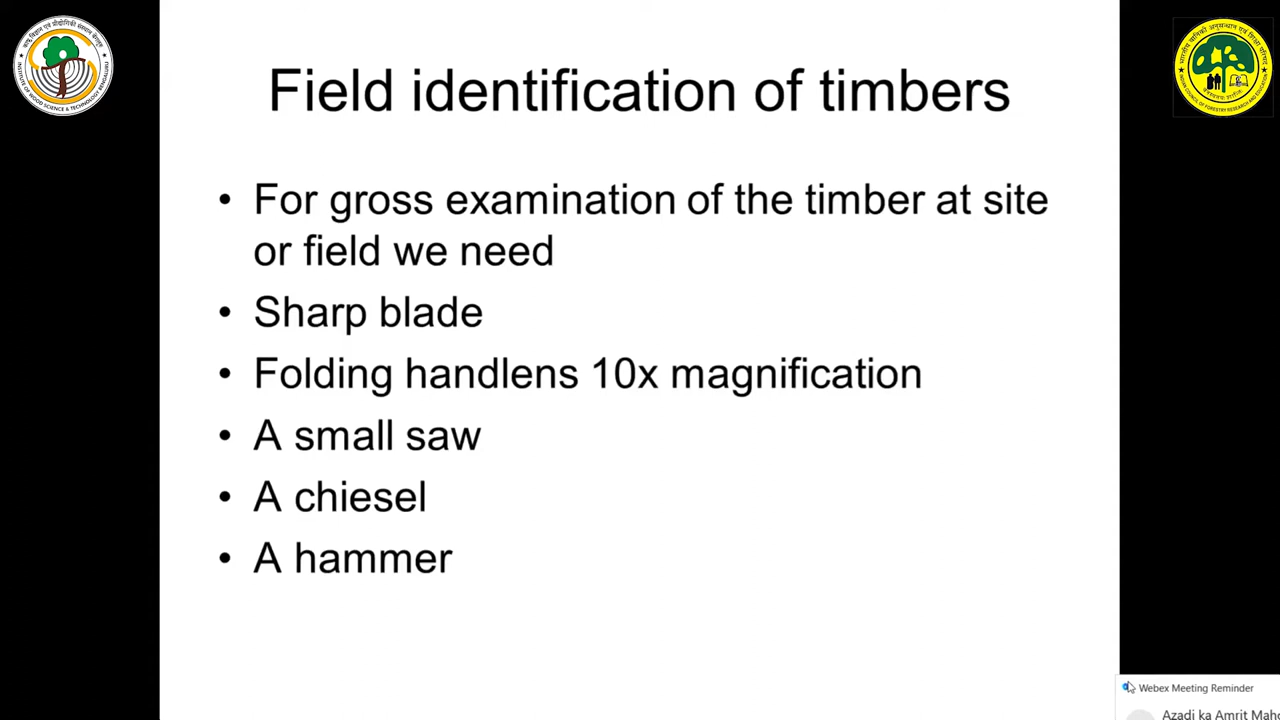 Field identification of timbers
• For gross examination of the timber at site
or field we need
• Sharp blade
• Folding handlens 10x magnification
• A small saw
• A chiesel
• A hammer
Webex Meeting Reminder
Azadi ka Amrit